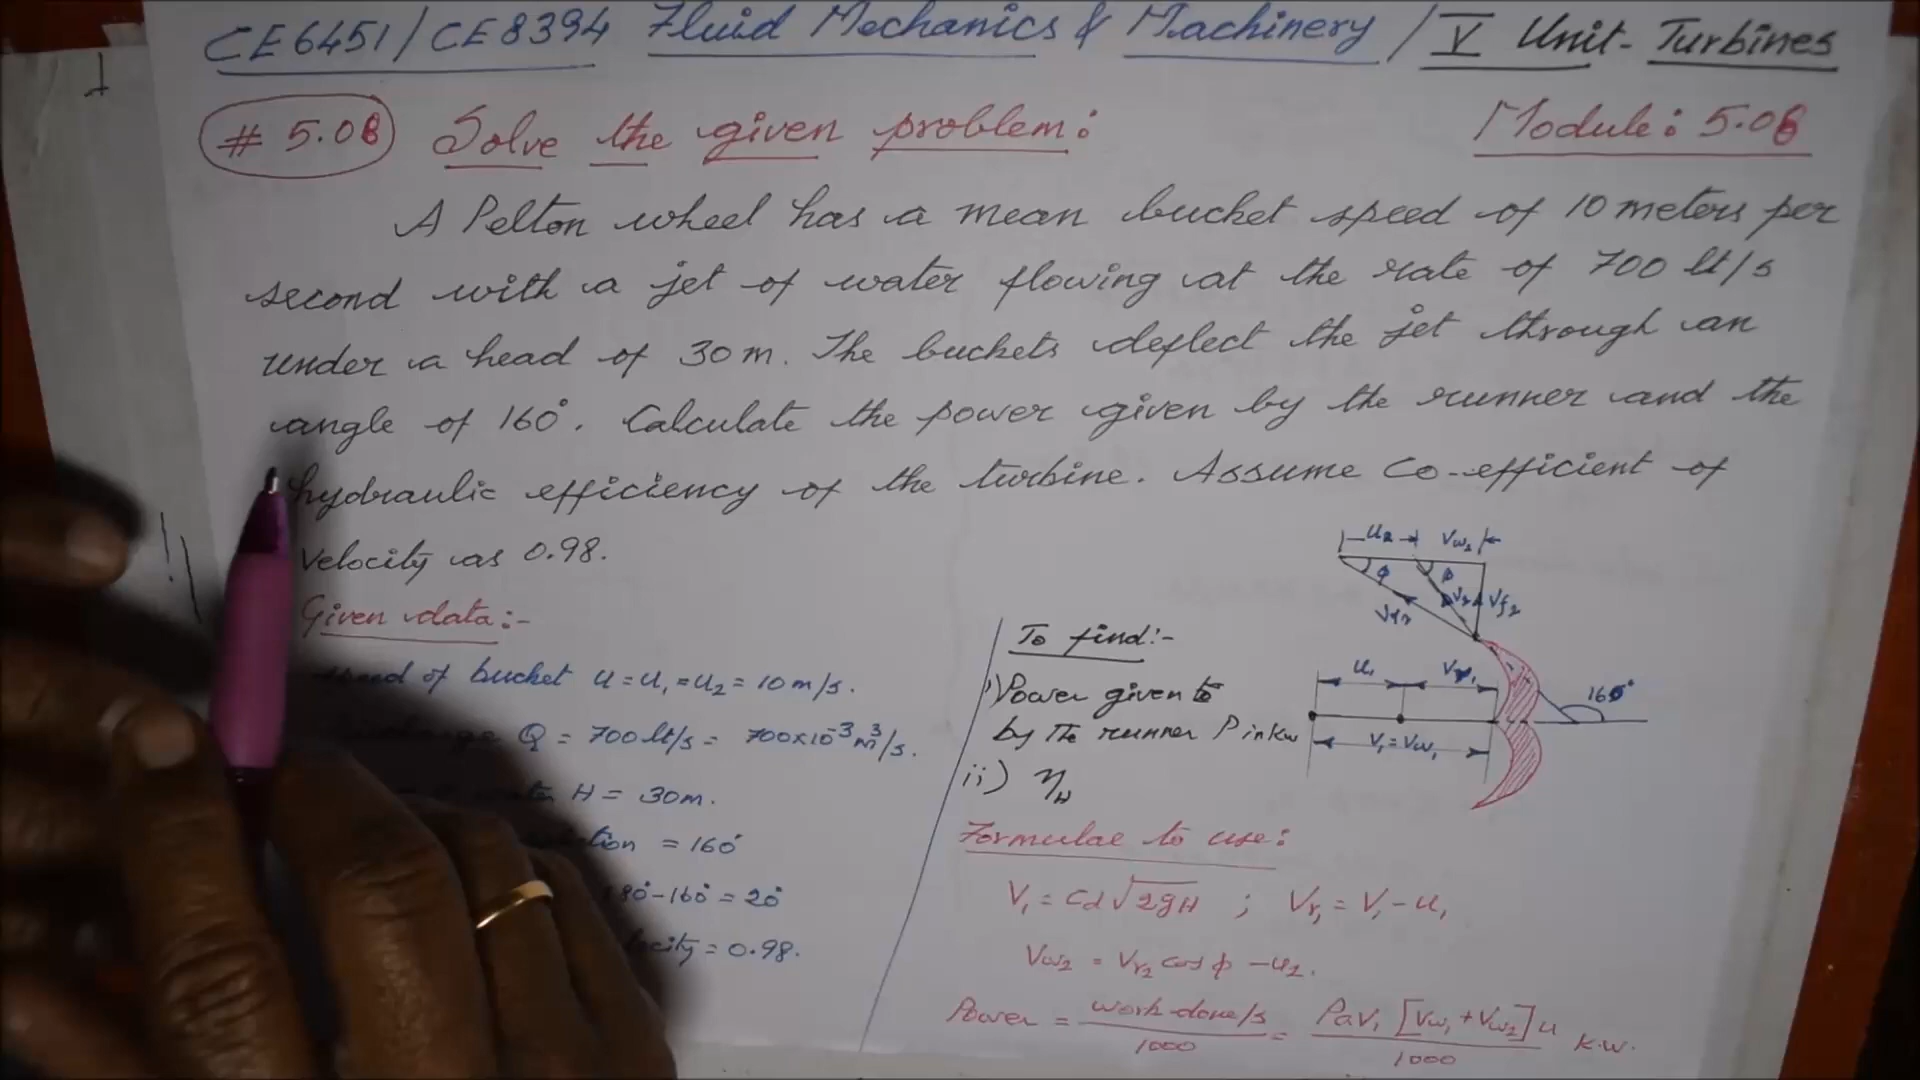 CE6451/CE8394 Fluid Mechanics & Machinery / V Unit - Turbines
# 5.08 Solve the given problem: Module: 5.08
A Pelton wheel has a mean bucket speed of 10 meters per
second with a jet of water flowing at the rate of 700 lt/s
under a head of 30 m. The buckets deflect the jet through an
angle of 160°. Calculate the power given by the runner and the
hydraulic efficiency of the turbine. Assume Co-efficient of
Velocity as 0.98.
Given data:-
of bucket u = u₁ = u₂ = 10 m/s.
Q = 700 lt/s = 700x10⁻³ m³/s.
H = 30m.
= 160°
80° - 160° = 20°
= 0.98.
To find:-
i) Power given to
by the runner P in kw
ii) ηH
Formulae to use:
V₁ = Cd √2gH ; Vr₁ = V₁ - u₁
Vw₂ = Vr₂ cos φ - u₂.
Power = work done/s / 1000 = ρaV₁ [Vw₁ + Vw₂] u / 1000 k.w.
u₂ Vw₂
φ β
Vr₂ V₂ Vf₂
u₁ Vr₁
160°
V₁ = Vw₁